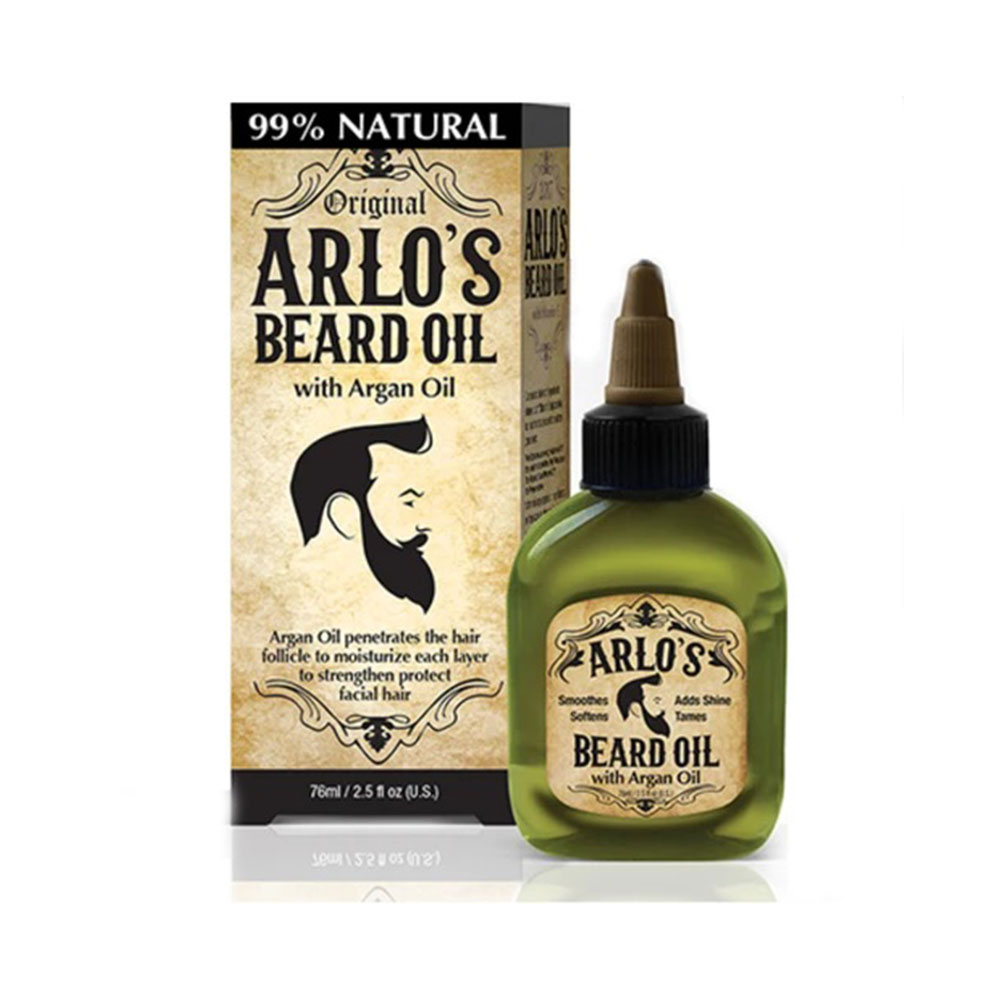 99% NATURAL
Original
ARLO'S
BEARD OIL
with Argan Oil
Argan Oil penetrates the hair
follicle to moisturize each layer
to strengthen protect
facial hair
76ml / 2.5 fl oz (U.S.)
ARLO'S
BEARD OIL
ARLO'S
Smoothes Adds Shine
Softens Tames
BEARD OIL
with Argan Oil